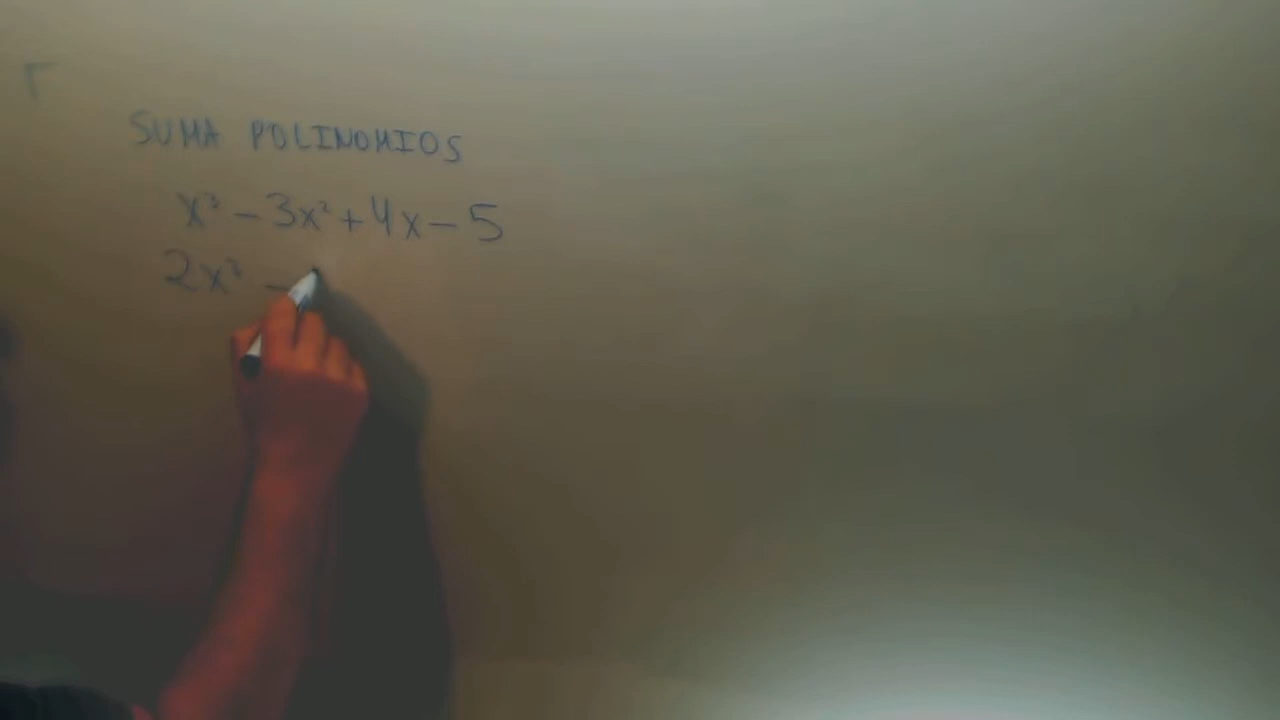 SUMA POLINOMIOS
x³ - 3x² + 4x - 5
2x³ -